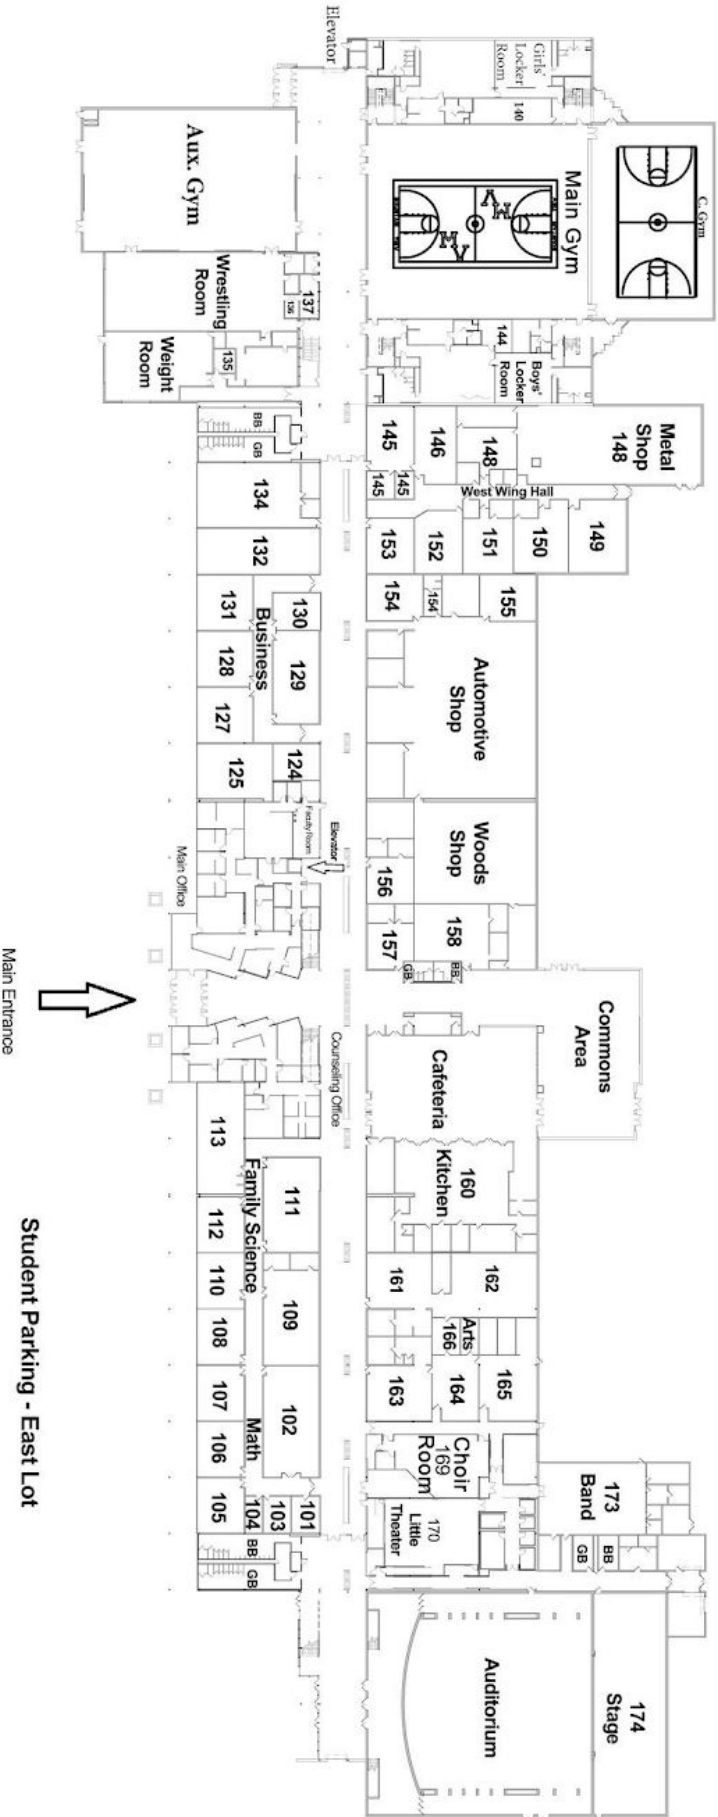 Elevator
Girls'
Locker
Room
140
C. Gym
Main Gym
MV
MV
Aux. Gym
Wrestling
Room
137
136
135
Weight
Room
144
Boys'
Locker
Room
BB
GB
145
146
148
Metal
Shop
148
145
145
West Wing Hall
134
132
153
152
151
150
149
154
154
155
131
130
Business
128
129
127
125
124
Automotive
Shop
Faculty Room
Elevator
Main Office
Woods
Shop
156
157
158
GB
BB
Main Entrance
Counseling Office
Commons
Area
Cafeteria
160
Kitchen
113
111
Family Science
112
110
109
108
161
162
Arts
166
163
164
165
107
102
Math
106
105
104
103
101
Choir
169
Room
170
Little
Theater
173
Band
GB
BB
BB
GB
Auditorium
174
Stage
Student Parking - East Lot